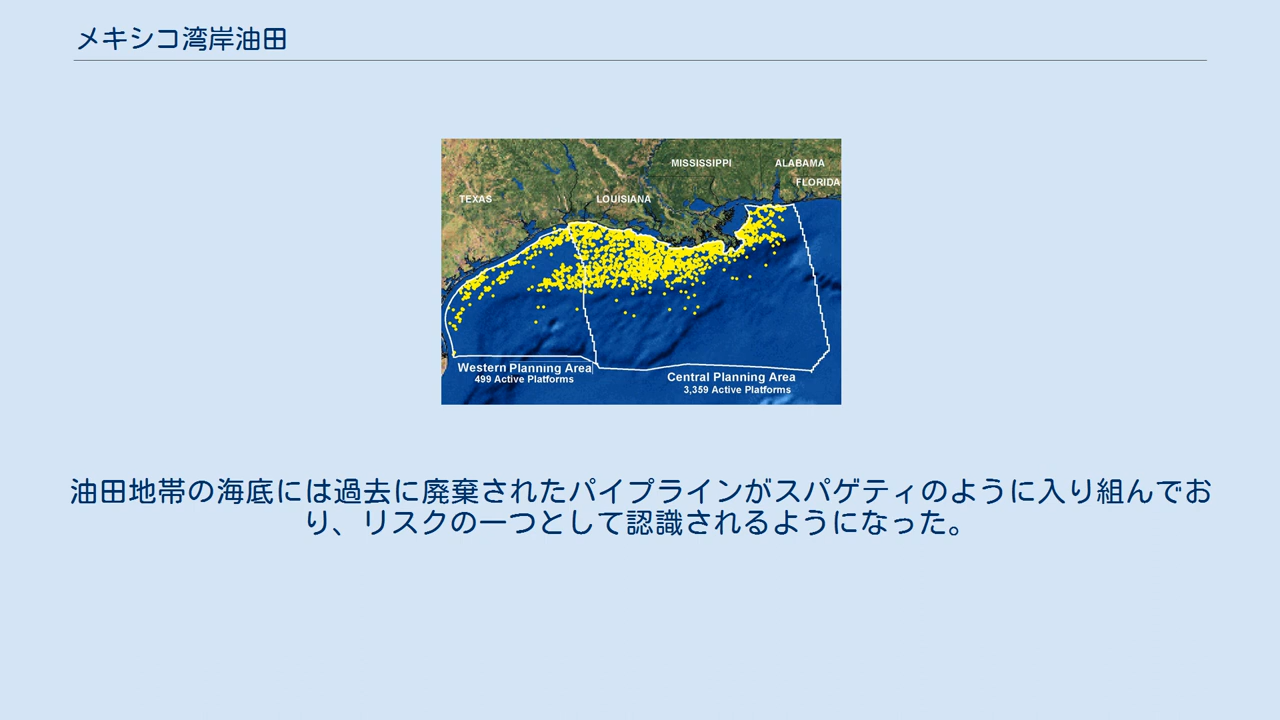 メキシコ湾岸油田
MISSISSIPPI
ALABAMA
FLORIDA
TEXAS
LOUISIANA
Western Planning Area
499 Active Platforms
Central Planning Area
3,359 Active Platforms
油田地帯の海底には過去に廃棄されたパイプラインがスパゲティのように入り組んでお
り、リスクの一つとして認識されるようになった。